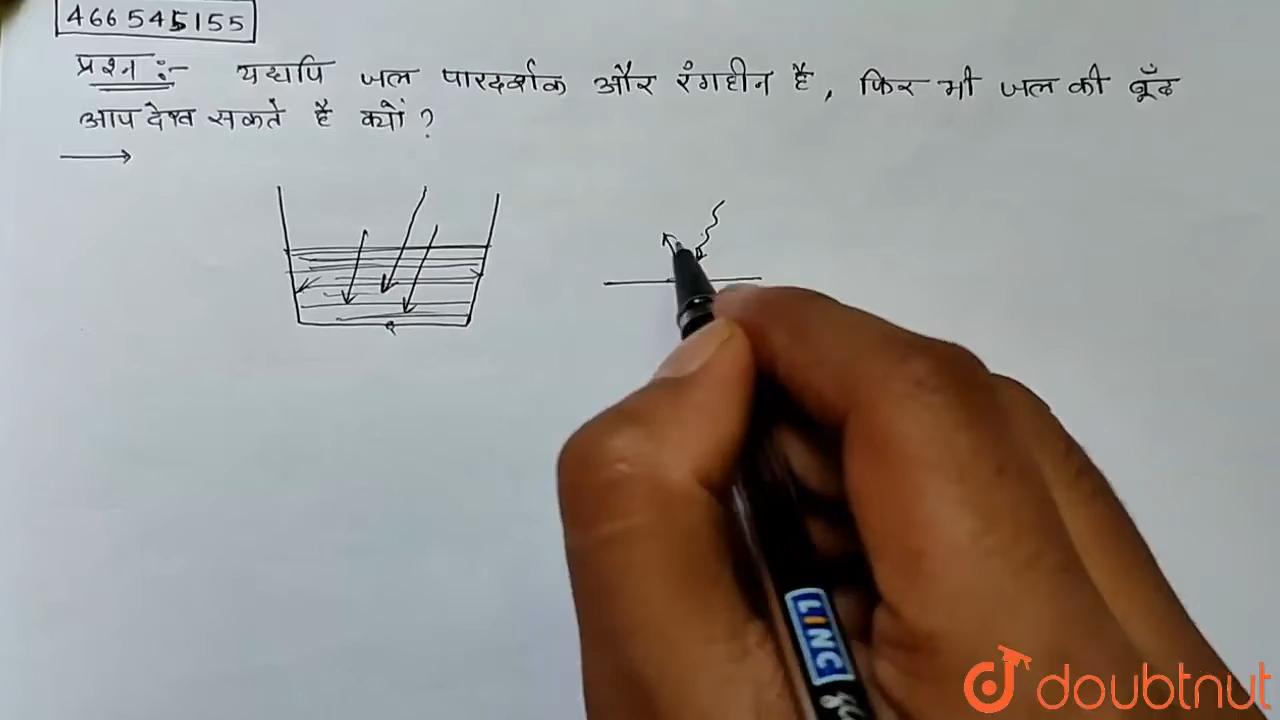 466545155
प्रश्न :- यद्यपि जल पारदर्शक और रंगहीन है, फिर भी जल की बूँद
आप देख सकते है क्यों ?
LINC
doubtnut